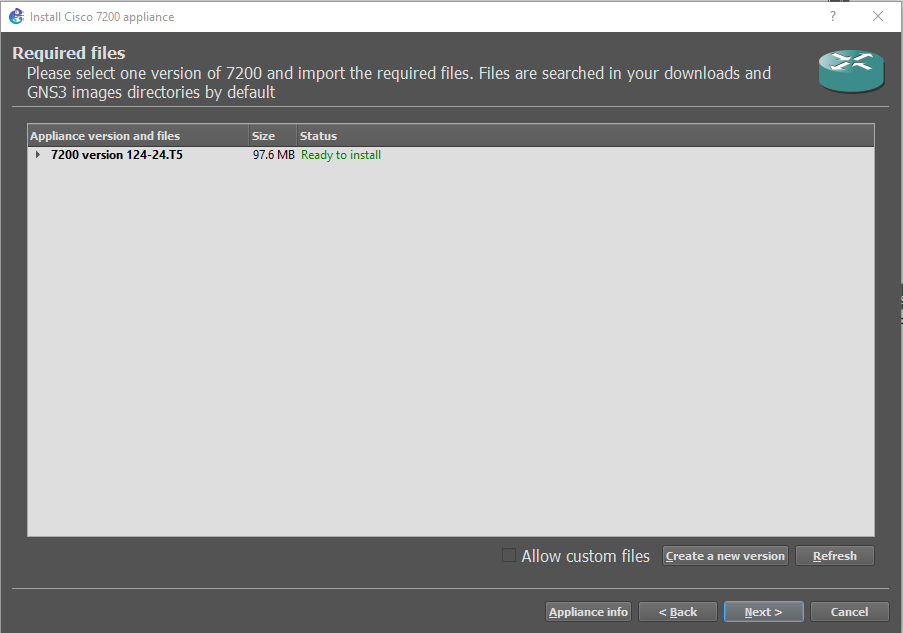 Install Cisco 7200 appliance
?
Required files
Please select one version of 7200 and import the required files. Files are searched in your downloads and
GNS3 images directories by default
Appliance version and files Size Status
7200 version 124-24.T5 97.6 MB Ready to install
Allow custom files Create a new version Refresh
Appliance info < Back Next > Cancel